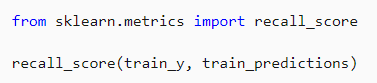 from sklearn.metrics import recall_score
recall_score(train_y, train_predictions)